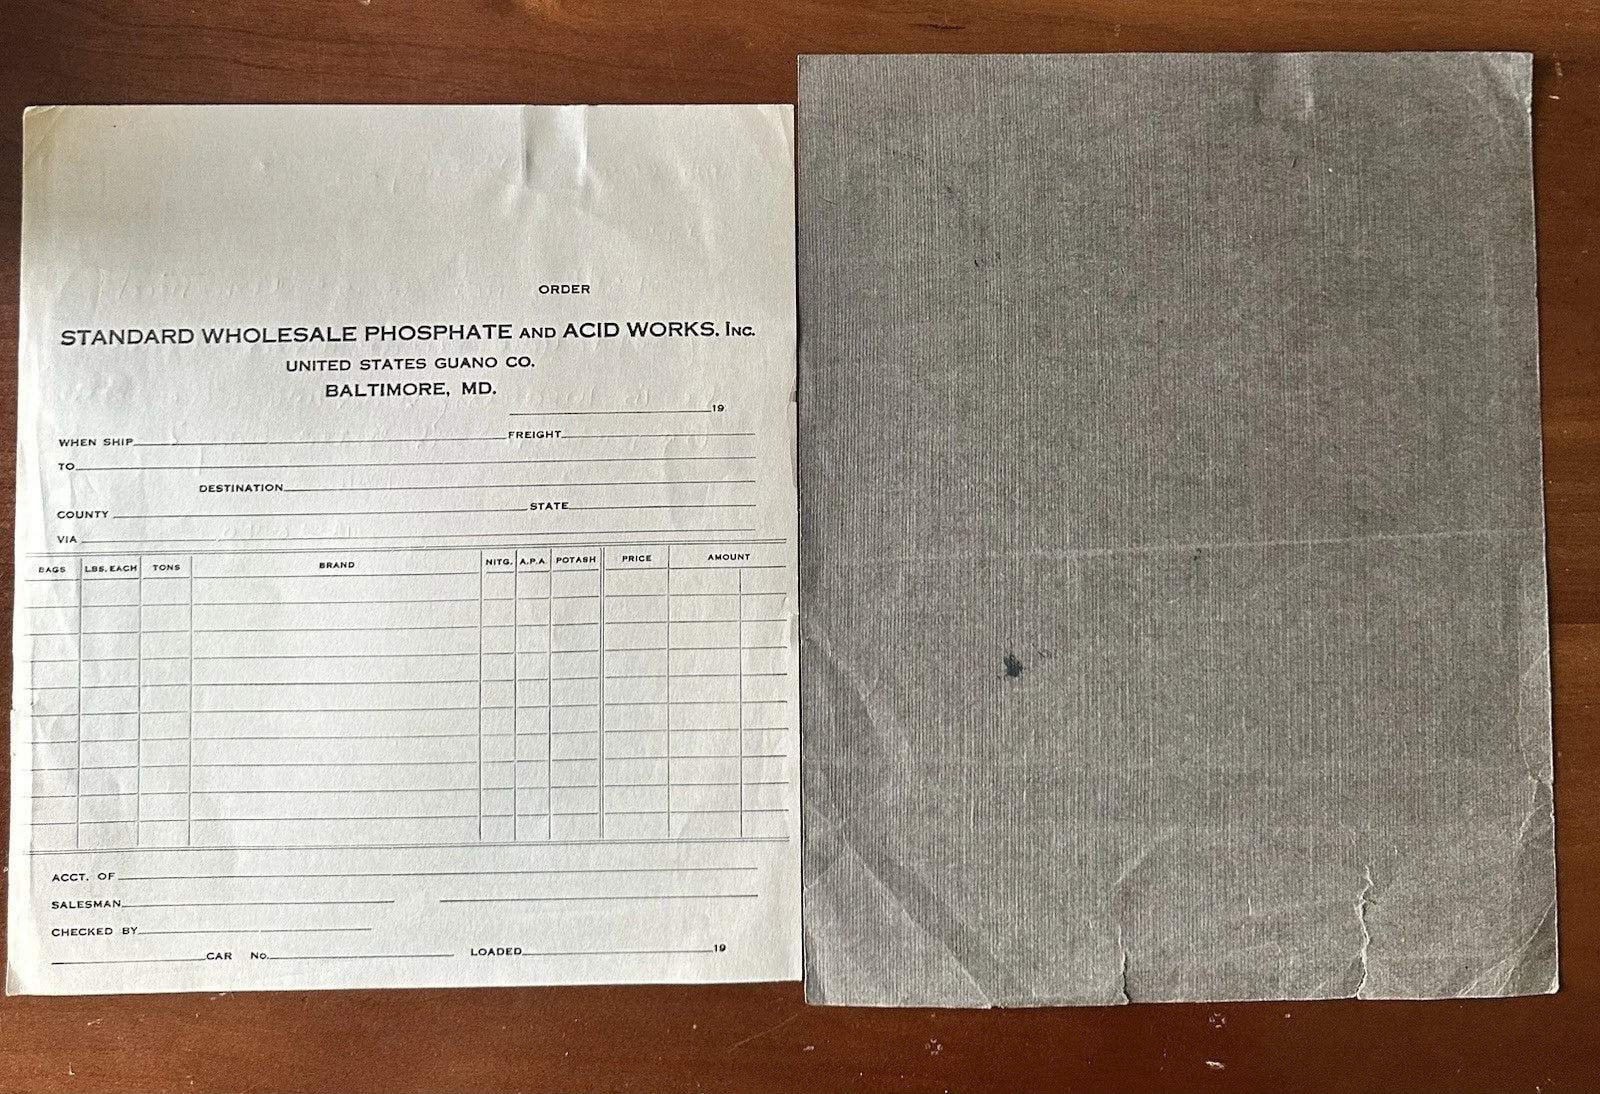 ORDER
STANDARD WHOLESALE PHOSPHATE AND ACID WORKS. INC.
UNITED STATES GUANO CO.
BALTIMORE, MD.
19
WHEN SHIP FREIGHT
TO
DESTINATION
COUNTY STATE
VIA
BAGS LBS. EACH TONS BRAND NITG. A.P.A. POTASH PRICE AMOUNT
ACCT. OF
SALESMAN
CHECKED BY
CAR No. LOADED 19